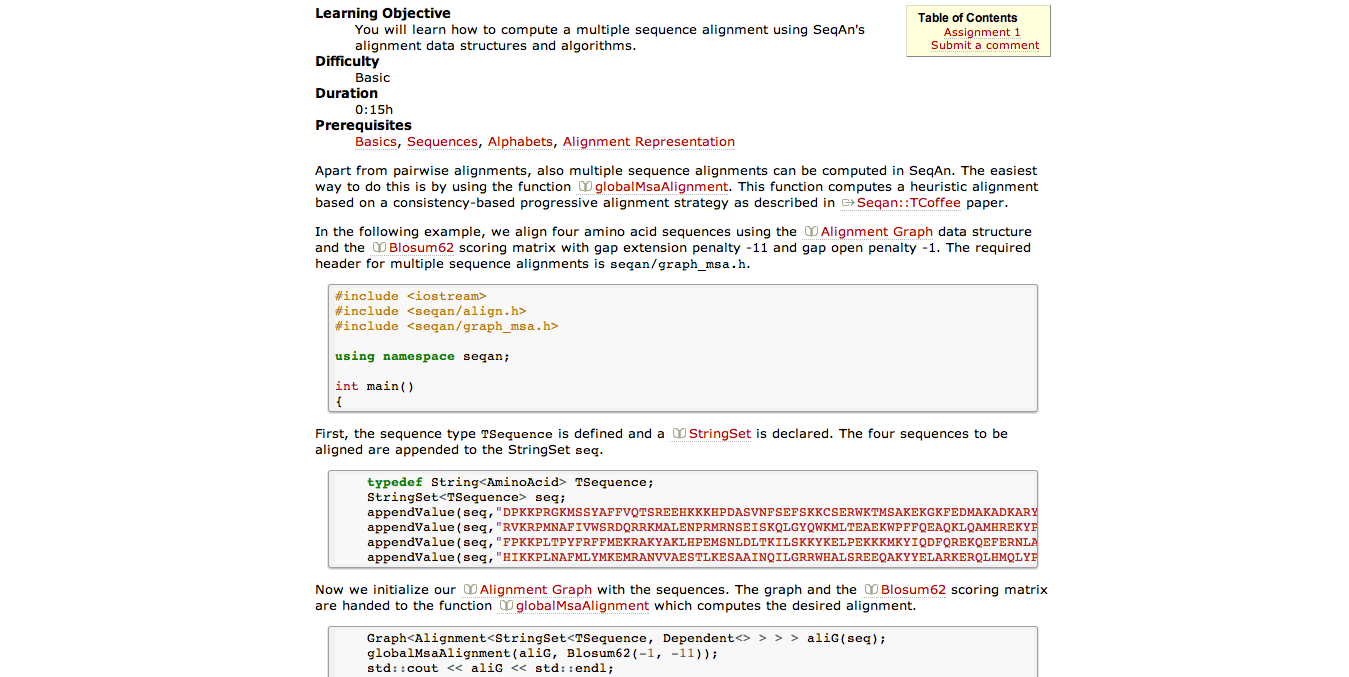 Learning Objective
You will learn how to compute a multiple sequence alignment using SeqAn's
alignment data structures and algorithms.
Difficulty
Basic
Duration
0:15h
Prerequisites
Basics, Sequences, Alphabets, Alignment Representation
Table of Contents
Assignment 1
Submit a comment
Apart from pairwise alignments, also multiple sequence alignments can be computed in SeqAn. The easiest
way to do this is by using the function globalMsaAlignment. This function computes a heuristic alignment
based on a consistency-based progressive alignment strategy as described in Seqan::TCoffee paper.
In the following example, we align four amino acid sequences using the Alignment Graph data structure
and the Blosum62 scoring matrix with gap extension penalty -11 and gap open penalty -1. The required
header for multiple sequence alignments is seqan/graph_msa.h.
#include <iostream>
#include <seqan/align.h>
#include <seqan/graph_msa.h>
using namespace seqan;
int main()
{
First, the sequence type TSequence is defined and a StringSet is declared. The four sequences to be
aligned are appended to the StringSet seq.
typedef String<AminoAcid> TSequence;
StringSet<TSequence> seq;
appendValue(seq,"DPKKPRGKMSSYAFFVQTSREEHKKKHPDASVNFSEFSKKCSERWKTMSAKEKGKFEDMAKADKARY
appendValue(seq,"RVKRPMNAFIVWSRDQRRKMALENPRMRNSEISKQLGYQWKMLTEAEKWPFFQEAQKLQAMHREKYP
appendValue(seq,"FPKKPLTPYFRFFMEKRAKYAKLHPEMSNLDLTKILSKKYKELPEKKKMKYIQDFQREKQEFERNLA
appendValue(seq,"HIKKPLNAFMLYMKEMRANVVAESTLKESAAINQILGRRWHALSREEQAKYYELARKERQLHMQLYP
Now we initialize our Alignment Graph with the sequences. The graph and the Blosum62 scoring matrix
are handed to the function globalMsaAlignment which computes the desired alignment.
Graph<Alignment<StringSet<TSequence, Dependent<> > > > aliG(seq);
globalMsaAlignment(aliG, Blosum62(-1, -11));
std::cout << aliG << std::endl;